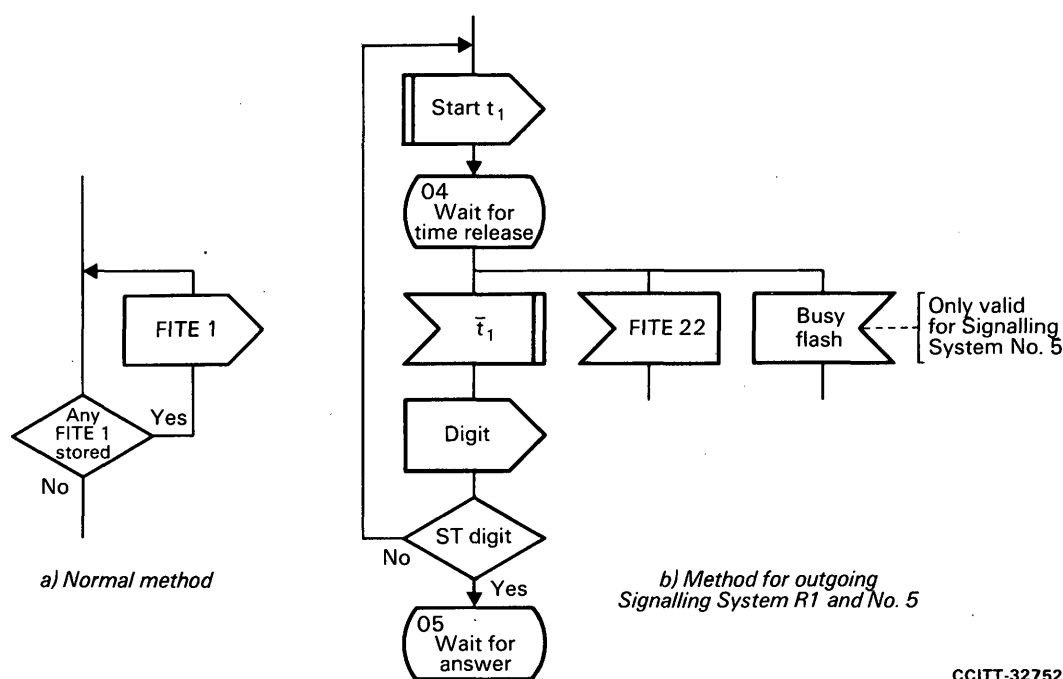 Start t1
04
Wait for
time release
FITE 1
t̄1
FITE 22
Busy
flash
Only valid
for Signalling
System No. 5
Any
FITE 1
stored
Yes
No
Digit
ST digit
No
Yes
a) Normal method
b) Method for outgoing
Signalling System R1 and No. 5
05
Wait for
answer
CCITT-32752